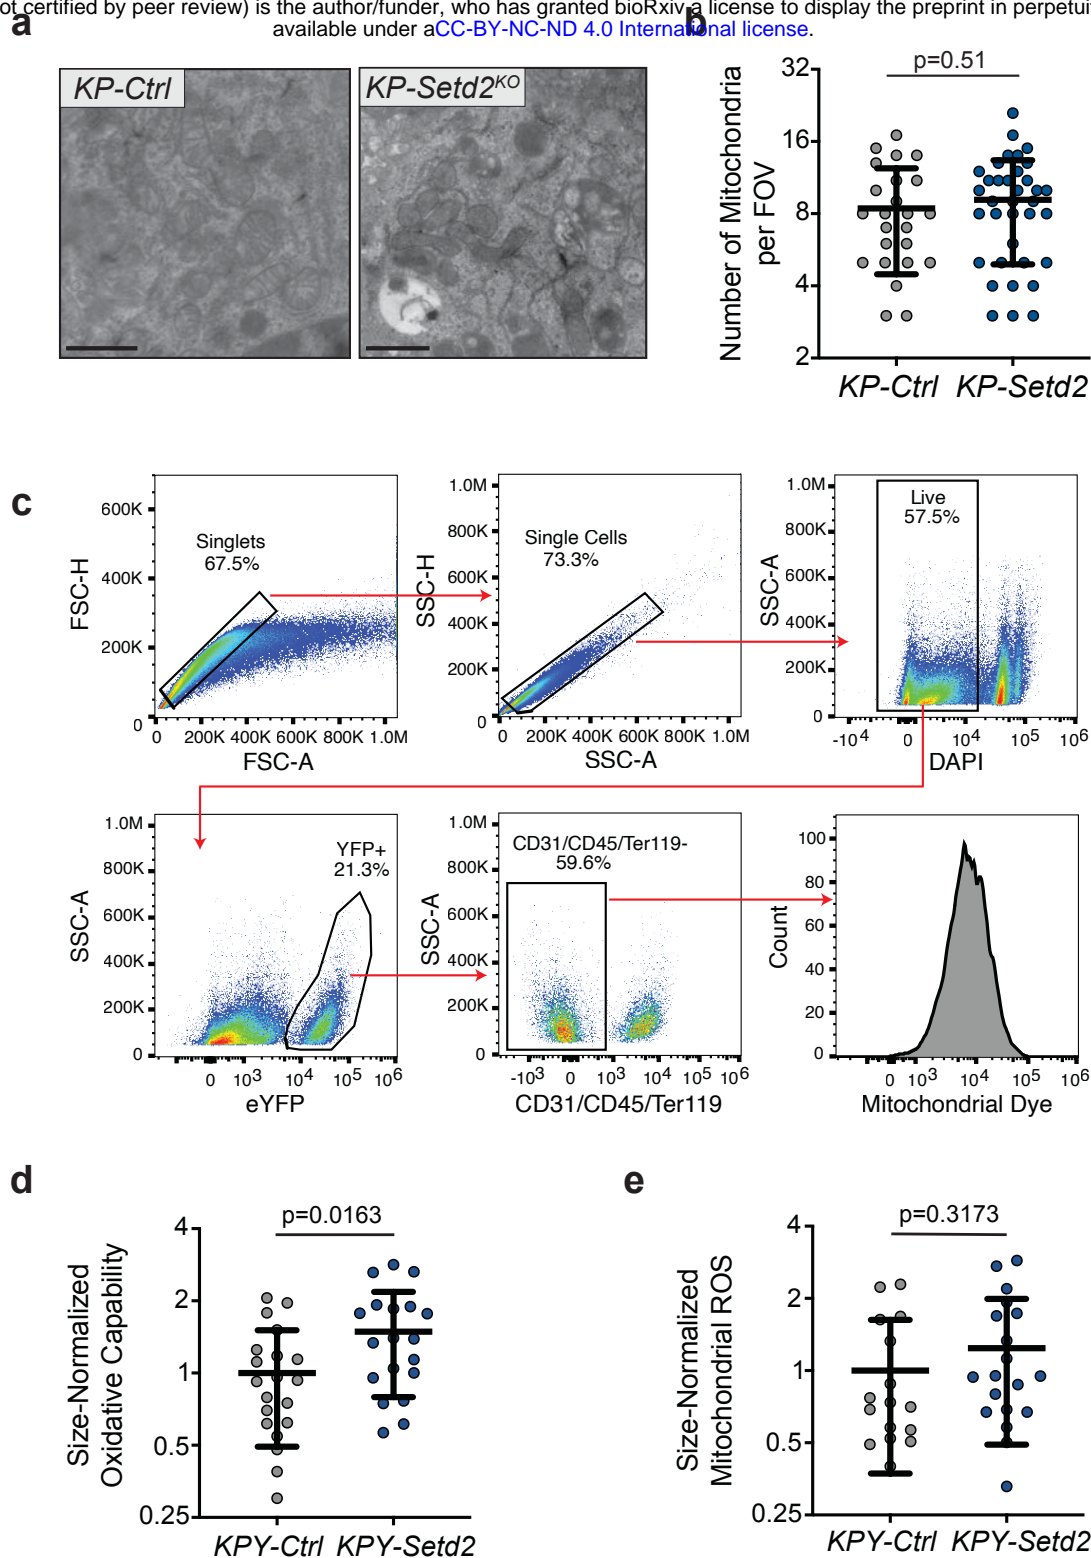 not certified by peer review) is the author/funder, who has granted bioRxiv a license to display the preprint in perpetui
available under aCC-BY-NC-ND 4.0 International license.
a
KP-Ctrl
KP-Setd2KO
b
Number of Mitochondria
per FOV
32
16
8
4
2
p=0.51
KP-Ctrl
KP-Setd2
c
FSC-H
600K
400K
200K
0
Singlets
67.5%
0 200K 400K 600K 800K 1.0M
FSC-A
SSC-H
1.0M
800K
600K
400K
200K
0
Single Cells
73.3%
0 200K 400K 600K 800K 1.0M
SSC-A
SSC-A
1.0M
800K
600K
400K
200K
0
Live
57.5%
-104 0 104 105 106
DAPI
SSC-A
1.0M
800K
600K
400K
200K
0
YFP+
21.3%
0 103 104 105 106
eYFP
SSC-A
1.0M
800K
600K
400K
200K
0
CD31/CD45/Ter119-
59.6%
-103 0 103 104 105 106
CD31/CD45/Ter119
Count
100
80
60
40
20
0
0 103 104 105 106
Mitochondrial Dye
d
Size-Normalized
Oxidative Capability
4
2
1
0.5
0.25
p=0.0163
KPY-Ctrl
KPY-Setd2
e
Size-Normalized
Mitochondrial ROS
4
2
1
0.5
0.25
p=0.3173
KPY-Ctrl
KPY-Setd2